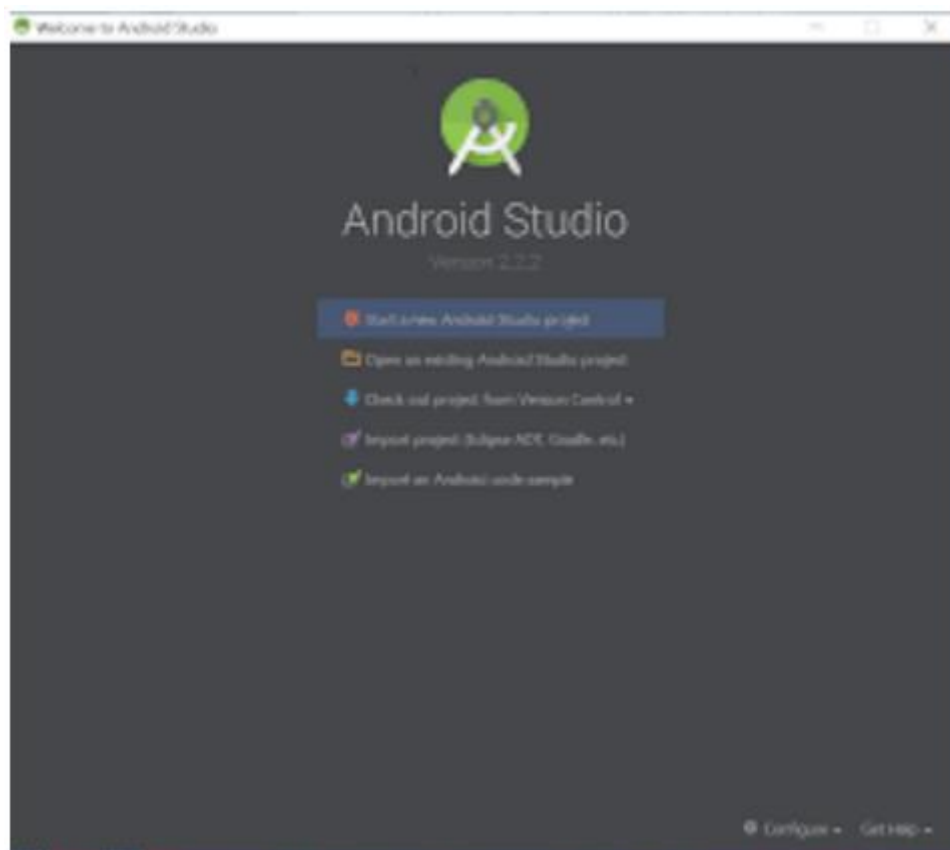 Welcome to Android Studio
Android Studio
Version 2.2.2
Start a new Android Studio project
Open an existing Android Studio project
Check out project from Version Control
Import project (Eclipse ADT, Gradle, etc.)
Import an Android code sample
Configure
Get Help